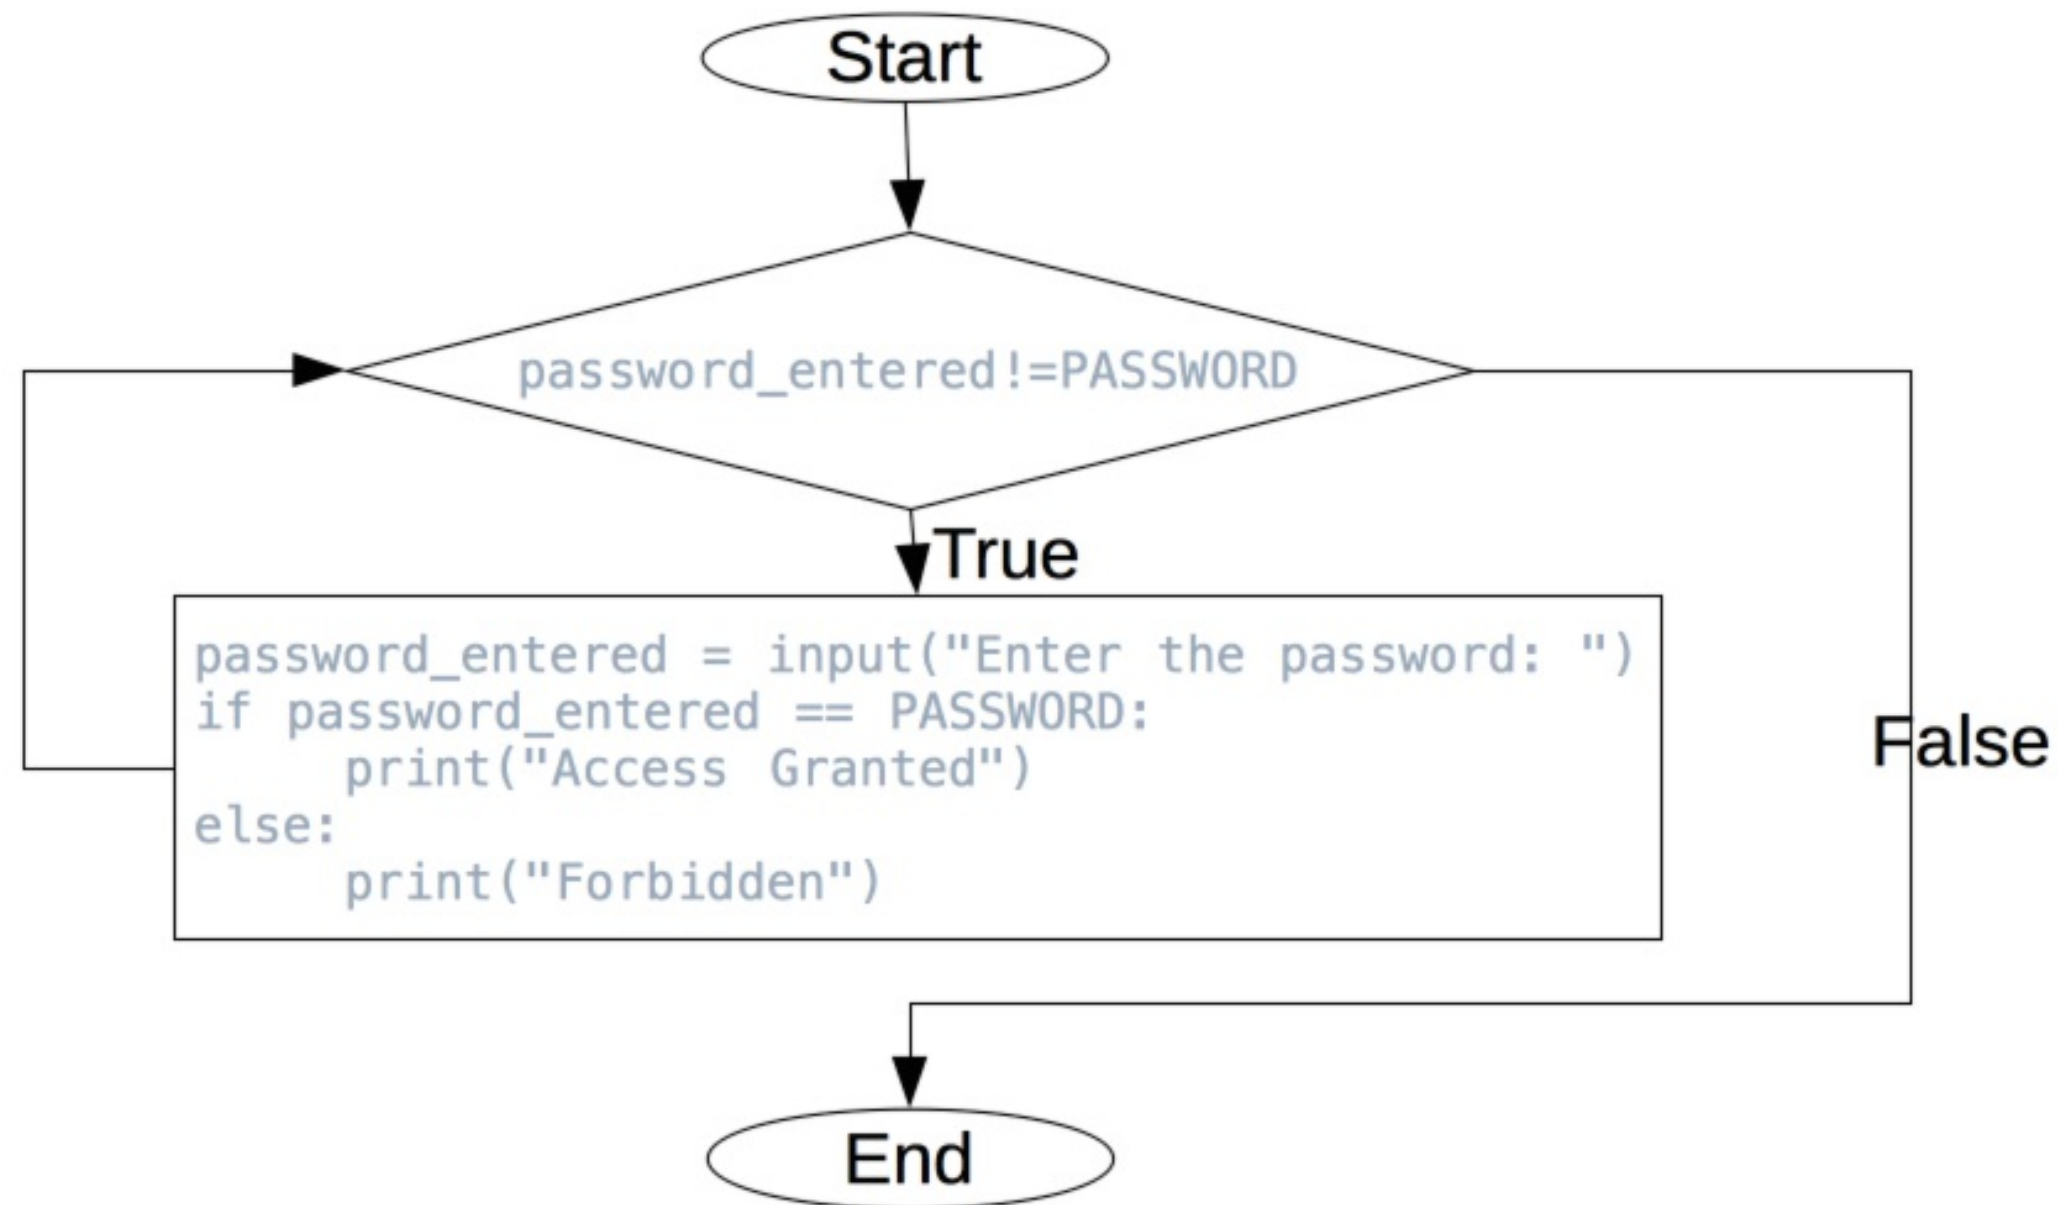 Start
password_entered!=PASSWORD
True
password_entered = input("Enter the password: ")
if password_entered == PASSWORD:
     print("Access Granted")
else:
     print("Forbidden")
False
End